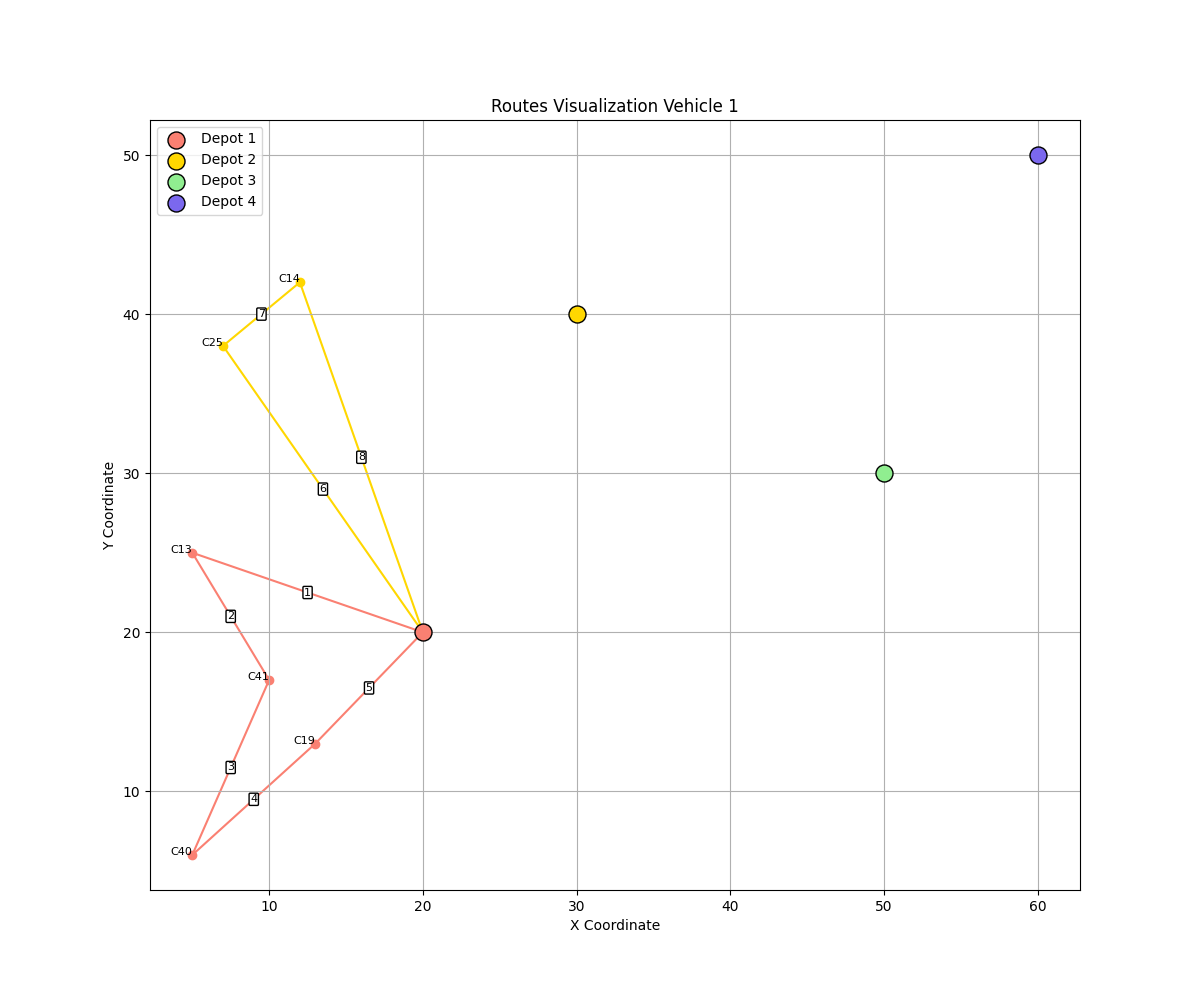 Routes Visualization Vehicle 1
Depot 1
Depot 2
Depot 3
Depot 4
50
40
30
20
10
Y Coordinate
C14
7
C25
8
6
C13
1
2
C41
5
C19
3
4
C40
10
20
30
40
50
60
X Coordinate